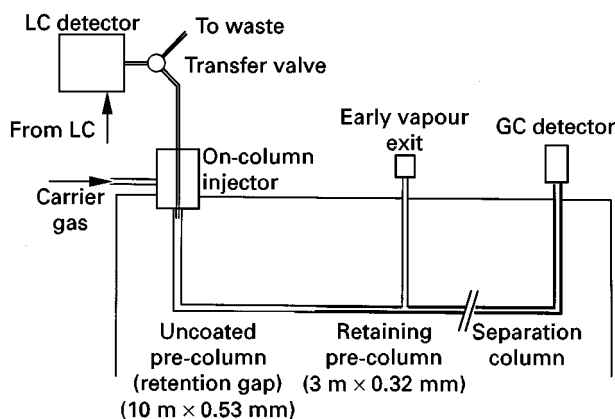 LC detector
To waste
Transfer valve
From LC
On-column
injector
Carrier
gas
Early vapour
exit
GC detector
Uncoated
pre-column
(retention gap)
(10 m × 0.53 mm)
Retaining
pre-column
(3 m × 0.32 mm)
Separation
column